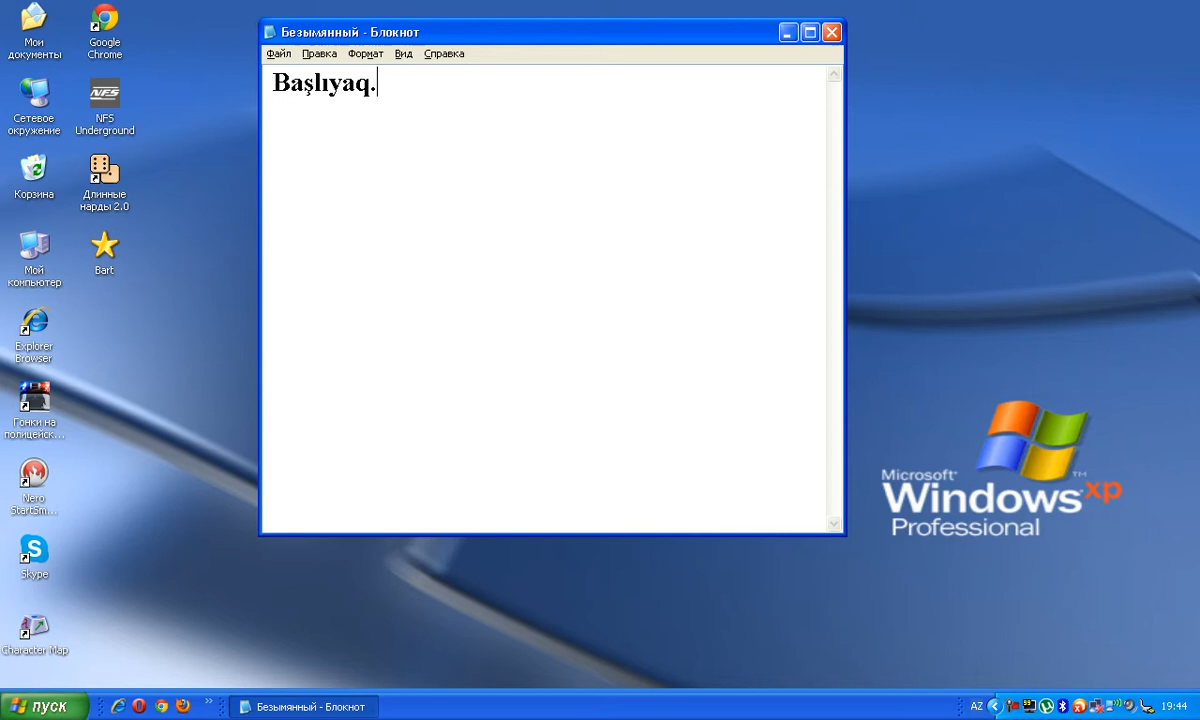 Мои
документы
Google
Chrome
Сетевое
окружение
NFS
NFS
Underground
Корзина
Длинные
нарды 2.0
Мой
компьютер
Bart
Explorer
Browser
Гонки на
полицейск...
Nero
StartSm...
Skype
Character Map
Безымянный - Блокнот
Файл Правка Формат Вид Справка
Başlıyaq.
Microsoft
Windows xp
Professional
TM
пуск
Безымянный - Блокнот
AZ
19:44